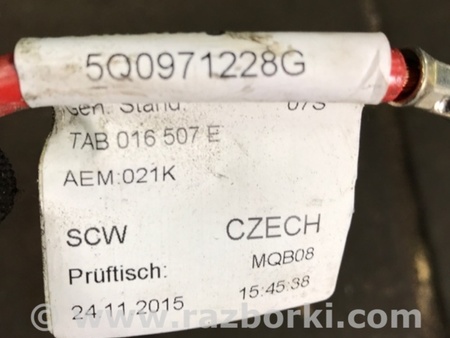 5Q0971228G
Gen. Stand: 07S
TAB 016 507 E
AEM:021K
SCW CZECH
Prüftisch: MQB08
24.11.2015 15:45:38
© www.razborki.com